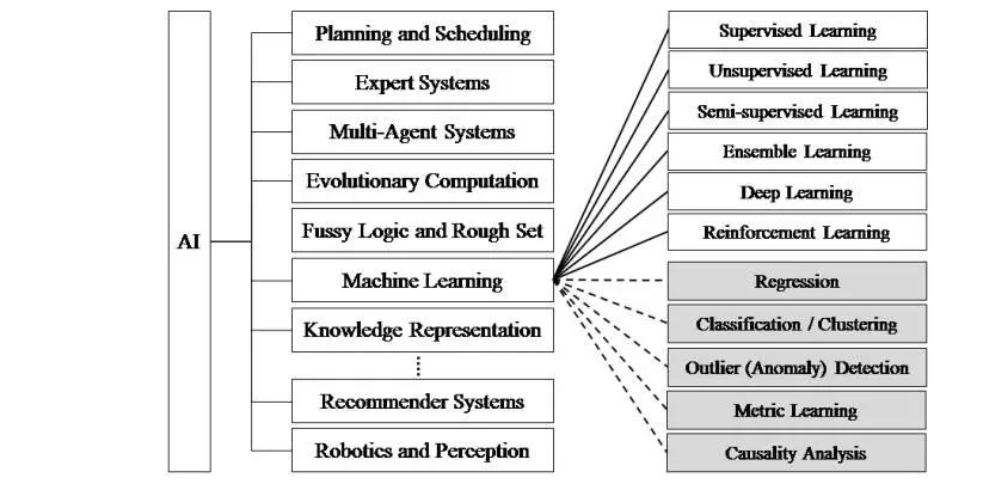 AI
Planning and Scheduling
Expert Systems
Multi-Agent Systems
Evolutionary Computation
Fussy Logic and Rough Set
Machine Learning
Knowledge Representation
Recommender Systems
Robotics and Perception
Supervised Learning
Unsupervised Learning
Semi-supervised Learning
Ensemble Learning
Deep Learning
Reinforcement Learning
Regression
Classification / Clustering
Outlier (Anomaly) Detection
Metric Learning
Causality Analysis